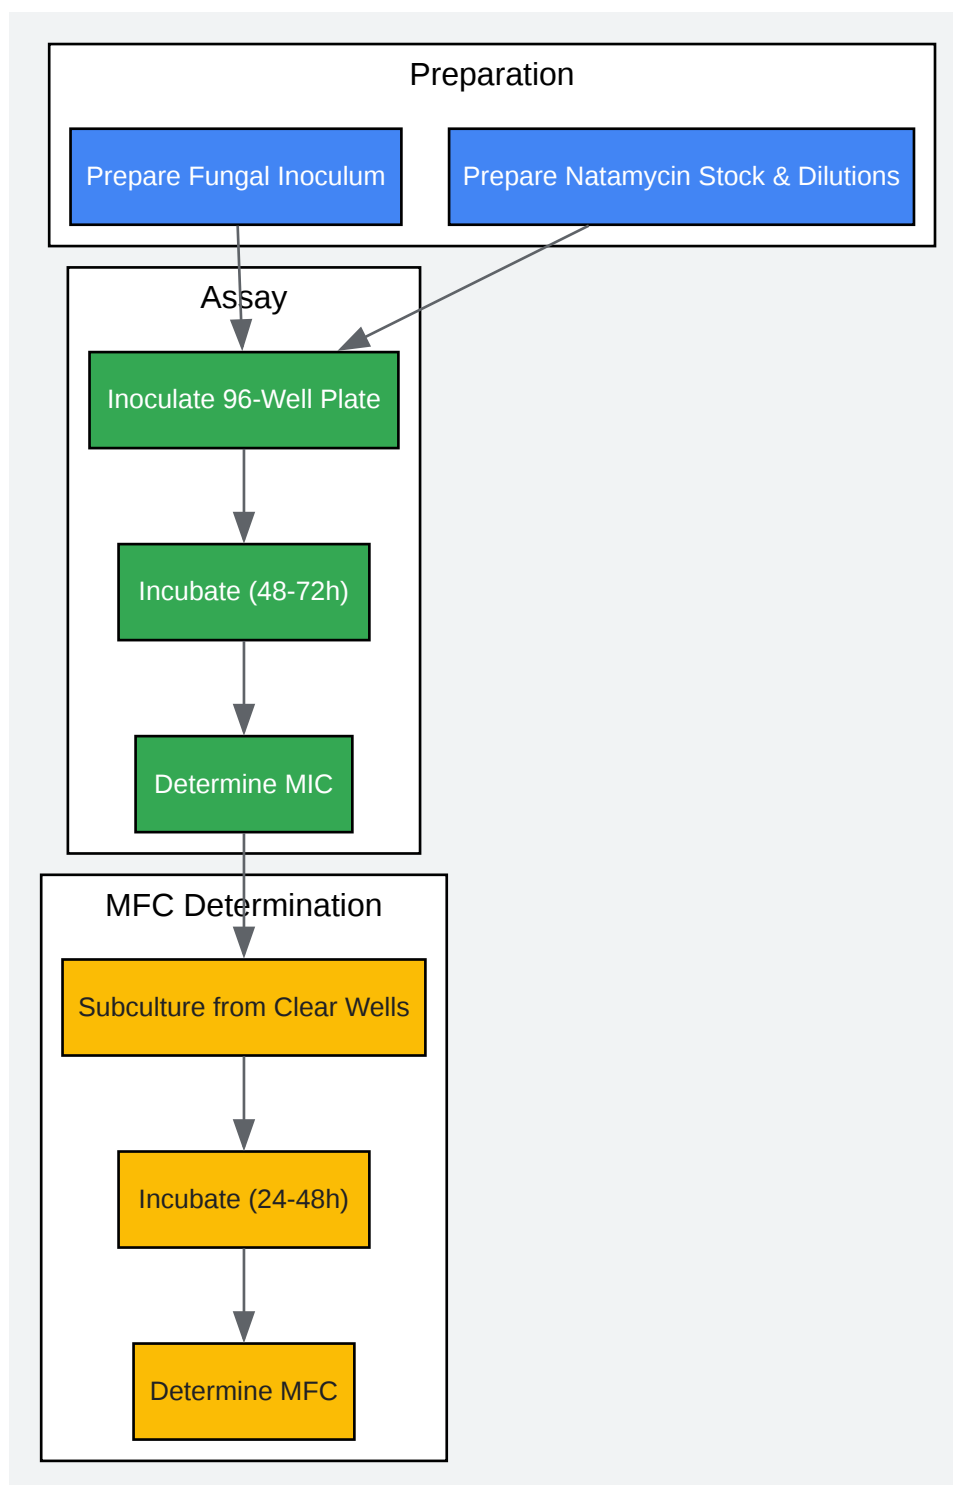 Preparation
Prepare Fungal Inoculum
Prepare Natamycin Stock & Dilutions
Assay
Inoculate 96-Well Plate
Incubate (48-72h)
Determine MIC
MFC Determination
Subculture from Clear Wells
Incubate (24-48h)
Determine MFC